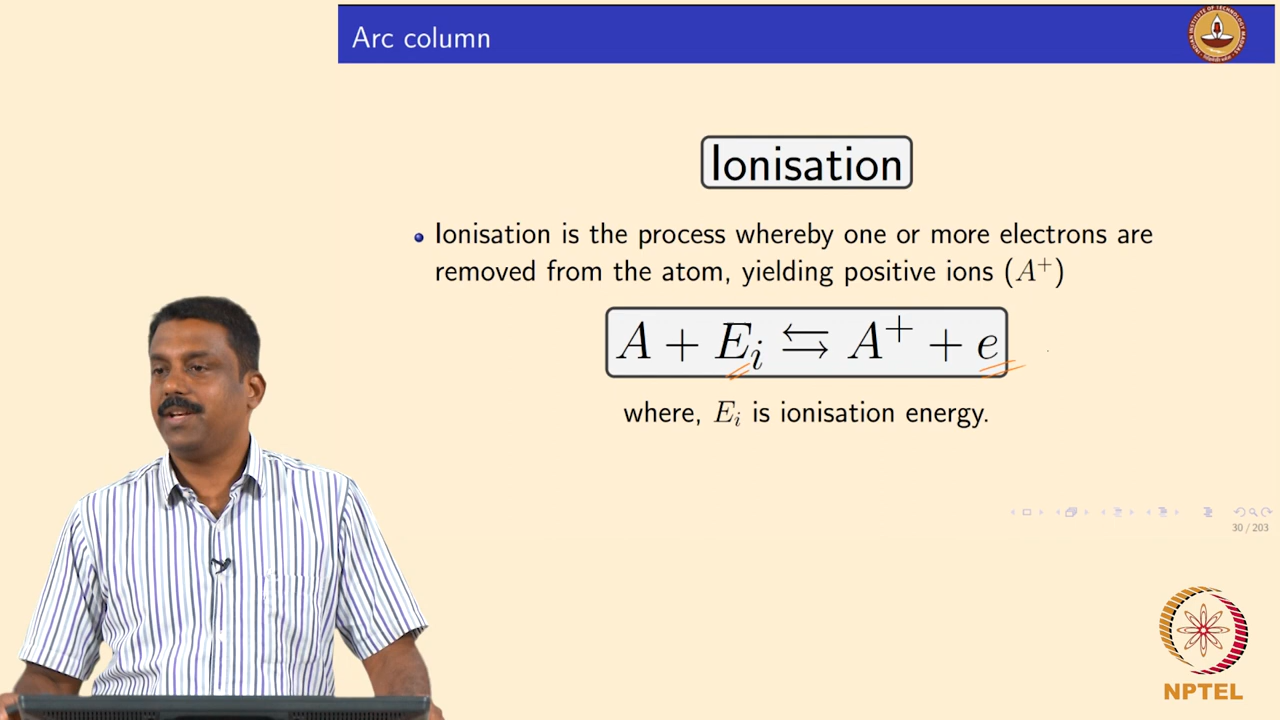 Arc column
Ionisation
Ionisation is the process whereby one or more electrons are
removed from the atom, yielding positive ions (A⁺)
A + Eᵢ ⇆ A⁺ + e
where, Eᵢ is ionisation energy.
30 / 203
NPTEL